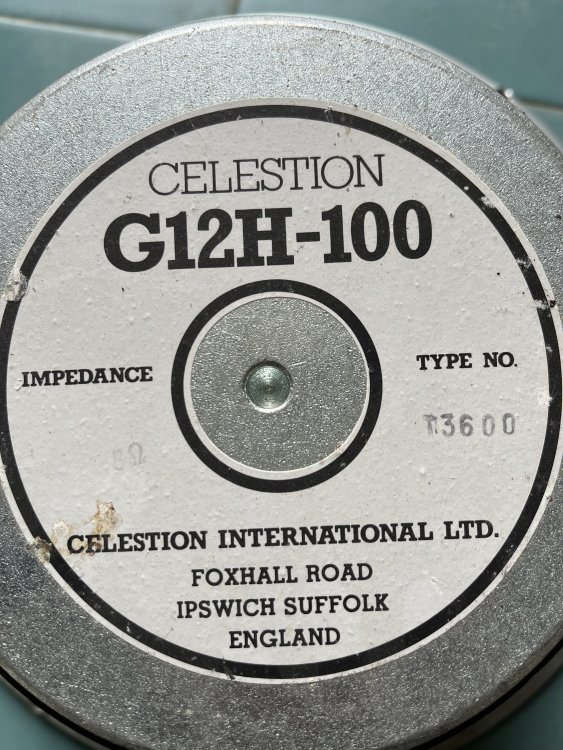 CELESTION
G12H-100
IMPEDANCE
TYPE NO.
8Ω
T3600
CELESTION INTERNATIONAL LTD.
FOXHALL ROAD
IPSWICH SUFFOLK
ENGLAND